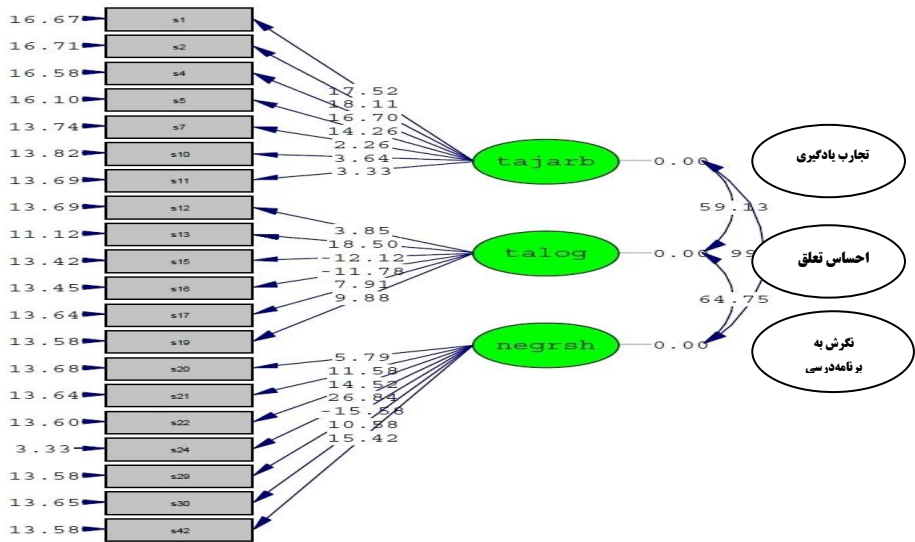 16.67 s1
16.71 s2
16.58 s4
16.10 s5
13.74 s7
13.82 s10
13.69 s11
13.69 s12
11.12 s13
13.42 s15
13.45 s16
13.64 s17
13.58 s19
13.68 s20
13.64 s21
13.60 s22
3.33 s24
13.58 s29
13.65 s30
13.58 s42
17.52
18.11
16.70
14.26
2.26
3.64
3.33
3.85
18.50
-12.12
-11.78
7.91
9.88
5.79
11.58
14.52
26.84
-15.58
10.58
15.42
tajarb 0.00
talog 0.00
negrsh 0.00
59.13
99
64.75
تجارب یادگیری
احساس تعلق
نگرش به
برنامه‌درسی